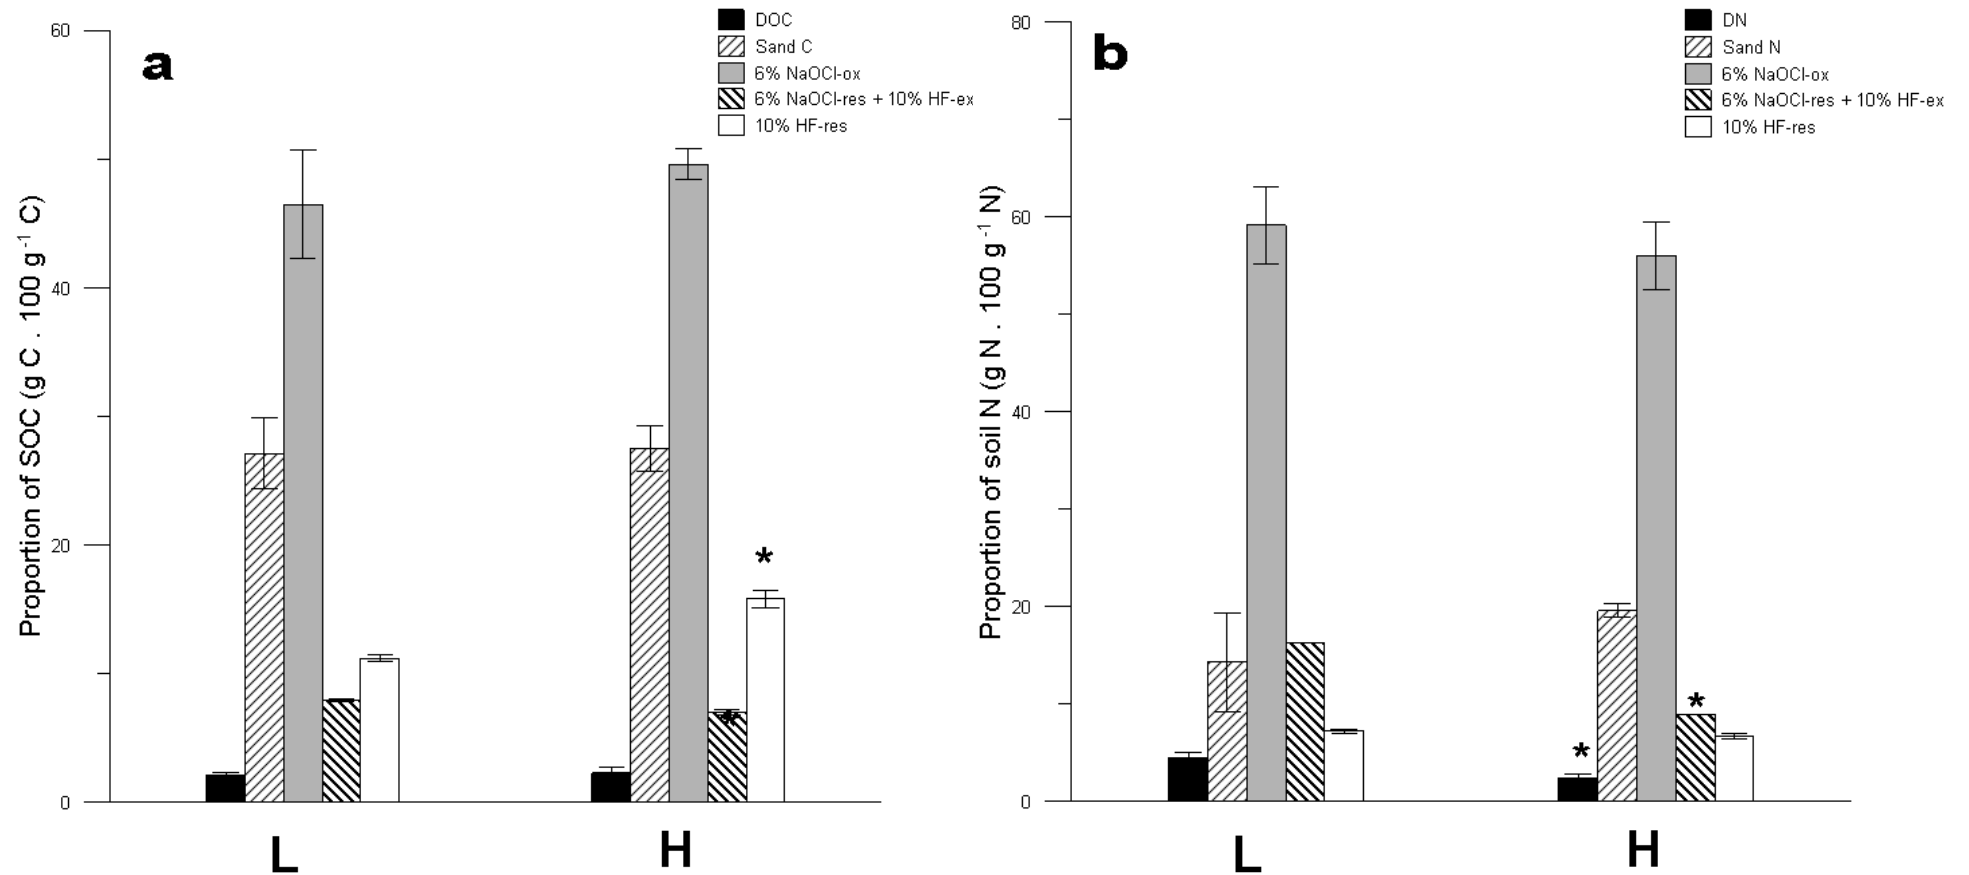 a
DOC
Sand C
6% NaOCl-ox
6% NaOCl-res + 10% HF-ex
10% HF-res
Proportion of SOC (g C . 100 g⁻¹ C)
60
40
20
0
*
*
L
H
b
DN
Sand N
6% NaOCl-ox
6% NaOCl-res + 10% HF-ex
10% HF-res
Proportion of soil N (g N . 100 g⁻¹ N)
80
60
40
20
0
*
*
L
H